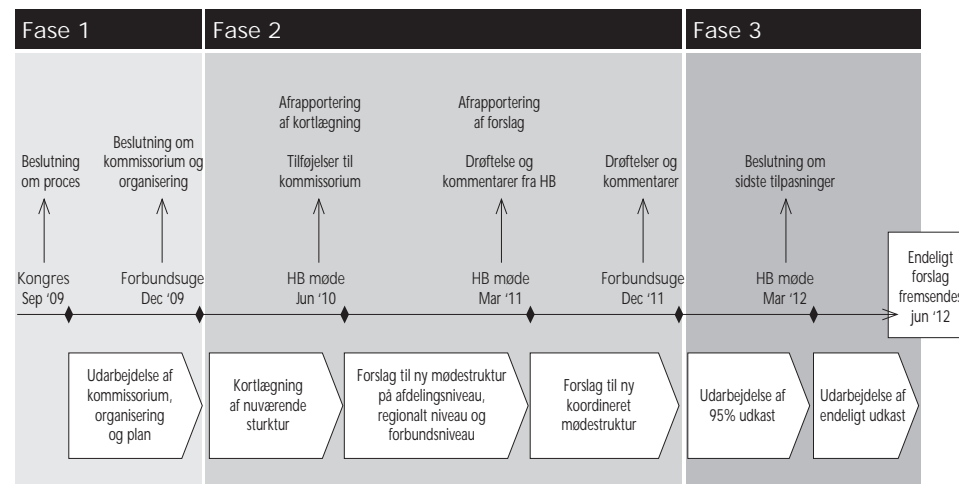 Fase 1
Fase 2
Fase 3
Beslutning
om proces
Beslutning om
kommissorium og
organisering
Afrapportering
af kortlægning
Tilføjelser til
kommissorium
Afrapportering
af forslag
Drøftelse og
kommentarer fra HB
Drøftelser og
kommentarer
Beslutning om
sidste tilpasninger
Kongres
Sep '09
Forbundsuge
Dec '09
HB møde
Jun '10
HB møde
Mar '11
Forbundsuge
Dec '11
HB møde
Mar '12
Endeligt
forslag
fremsendes
jun '12
Udarbejdelse af
kommissorium,
organisering
og plan
Kortlægning
af nuværende
sturktur
Forslag til ny mødestruktur
på afdelingsniveau,
regionalt niveau og
forbundsniveau
Forslag til ny
koordineret
mødestruktur
Udarbejdelse af
95% udkast
Udarbejdelse af
endeligt udkast